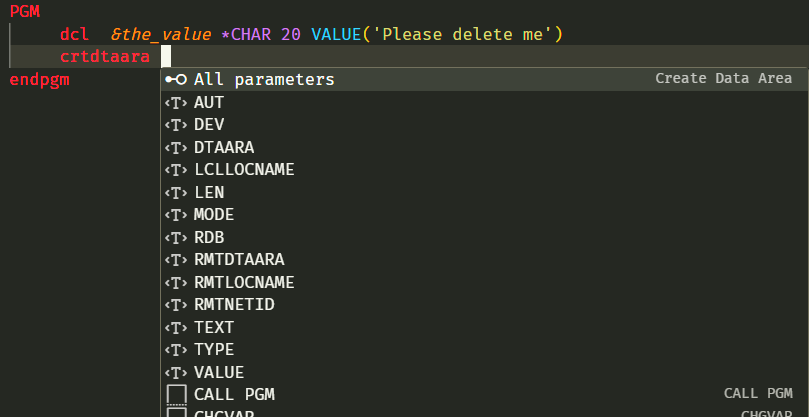 PGM
dcl &the_value *CHAR 20 VALUE('Please delete me')
crtdtaara
endpgm
All parameters Create Data Area
AUT
DEV
DTAARA
LCLLOCNAME
LEN
MODE
RDB
RMTDTAARA
RMTLOCNAME
RMTNETID
TEXT
TYPE
VALUE
CALL PGM CALL PGM
CHGVAR CHGVAR